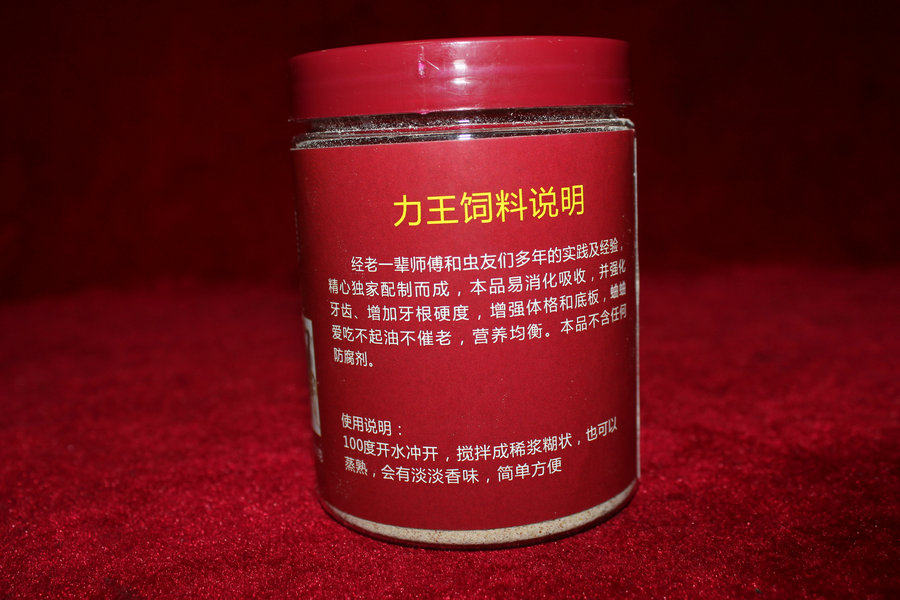 力王饲料说明
经老一辈师傅和虫友们多年的实践及经验，
精心独家配制而成，本品易消化吸收，并强化
牙齿、增加牙根硬度，增强体格和底板，蛐蛐
爱吃不起油不催老，营养均衡。本品不含任何
防腐剂。
使用说明：
100度开水冲开，搅拌成稀浆糊状，也可以
蒸熟，会有淡淡香味，简单方便